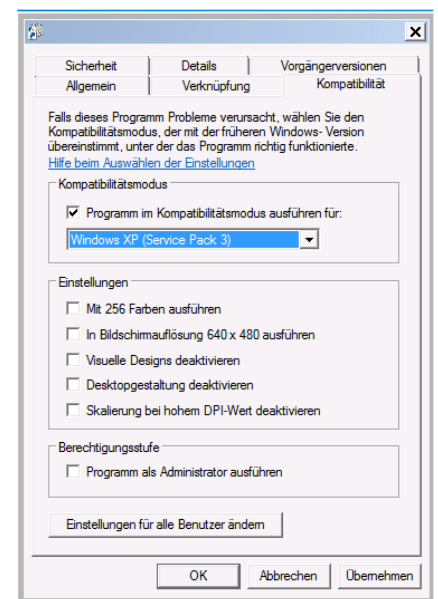 Sicherheit Details Vorgängerversionen
Allgemein Verknüpfung Kompatibilität
Falls dieses Programm Probleme verursacht, wählen Sie den
Kompatibilitätsmodus, der mit der früheren Windows- Version
übereinstimmt, unter der das Programm richtig funktionierte.
Hilfe beim Auswählen der Einstellungen
Kompatibilitätsmodus
Programm im Kompatibilitätsmodus ausführen für:
Windows XP (Service Pack 3)
Einstellungen
Mit 256 Farben ausführen
In Bildschirmauflösung 640 x 480 ausführen
Visuelle Designs deaktivieren
Desktopgestaltung deaktivieren
Skalierung bei hohem DPI-Wert deaktivieren
Berechtigungsstufe
Programm als Administrator ausführen
Einstellungen für alle Benutzer ändern
OK Abbrechen Übernehmen